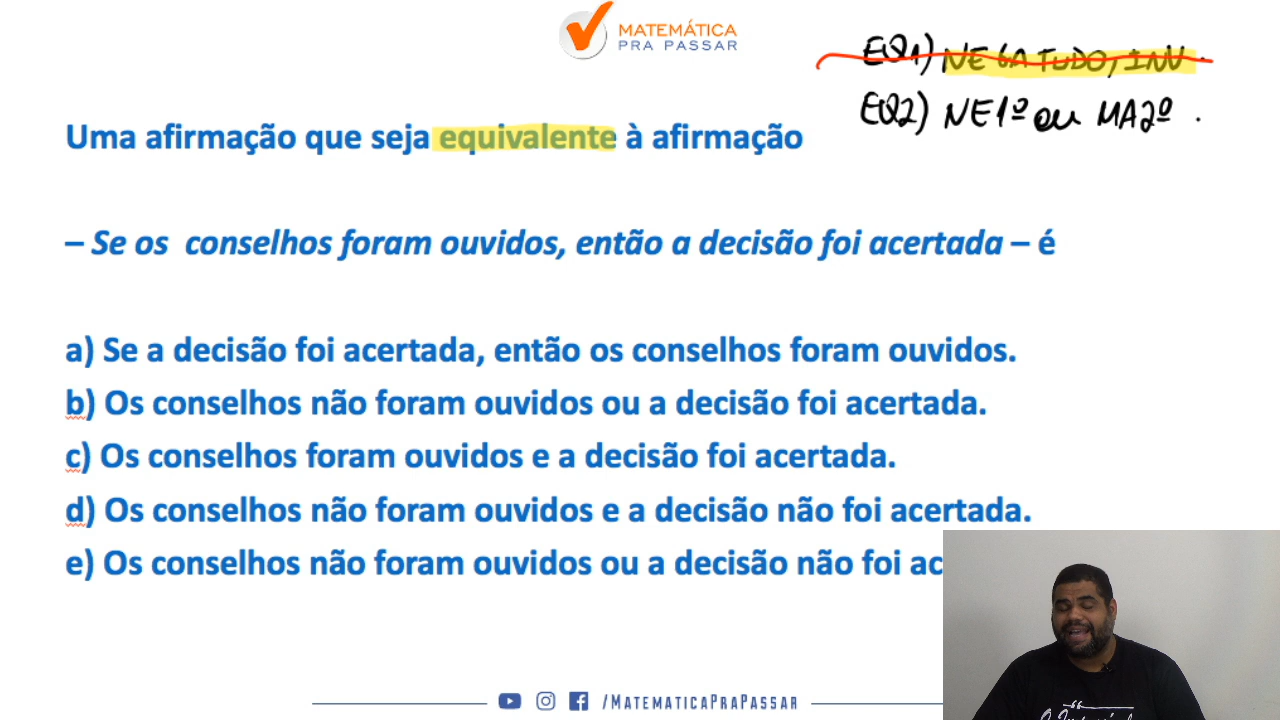 MATEMÁTICA
PRA PASSAR
EQ1) NEGA TUDO, INV.
EQ2) NE1º ou MA2º .
Uma afirmação que seja equivalente à afirmação
– Se os conselhos foram ouvidos, então a decisão foi acertada – é
a) Se a decisão foi acertada, então os conselhos foram ouvidos.
b) Os conselhos não foram ouvidos ou a decisão foi acertada.
c) Os conselhos foram ouvidos e a decisão foi acertada.
d) Os conselhos não foram ouvidos e a decisão não foi acertada.
e) Os conselhos não foram ouvidos ou a decisão não foi ac
/MatematicaPraPassar